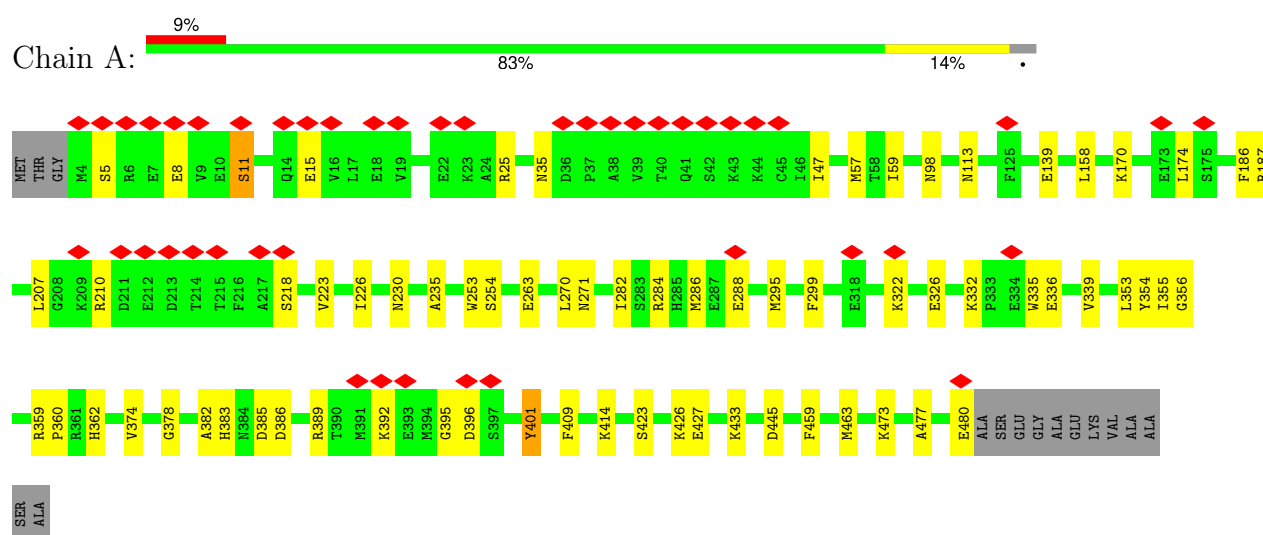 9%
Chain A:
83% 14% •
MET THR GLY M4 S5 R6 E7 E8 V9 E10 S11 Q14 E15 V16 L17 E18 V19 E22 K23 A24 R25 N35 D36 P37 A38 V39 T40 Q41 S42 K43 K44 C45 I46 I47 M57 T58 I59 N98 N113 F125 E139 L158 K170 E173 L174 S175 F186
L207 G208 K209 R210 D211 E212 D213 T214 T215 F216 A217 S218 V223 I226 N230 A235 W253 S254 E263 L270 N271 I282 S283 R284 H285 M286 E287 E288 M295 F299 E318 K322 E326 K332 P333 E334 W335 E336 V339 L353 Y354 I355 G356
R359 P360 R361 H362 V374 G378 A382 H383 N384 D385 D386 R389 T390 M391 K392 E393 M394 G395 D396 S397 Y401 F409 K414 S423 K426 E427 K433 D445 F459 M463 K473 A477 E480 ALA SER GLU GLY ALA GLU LYS VAL ALA ALA
SER ALA